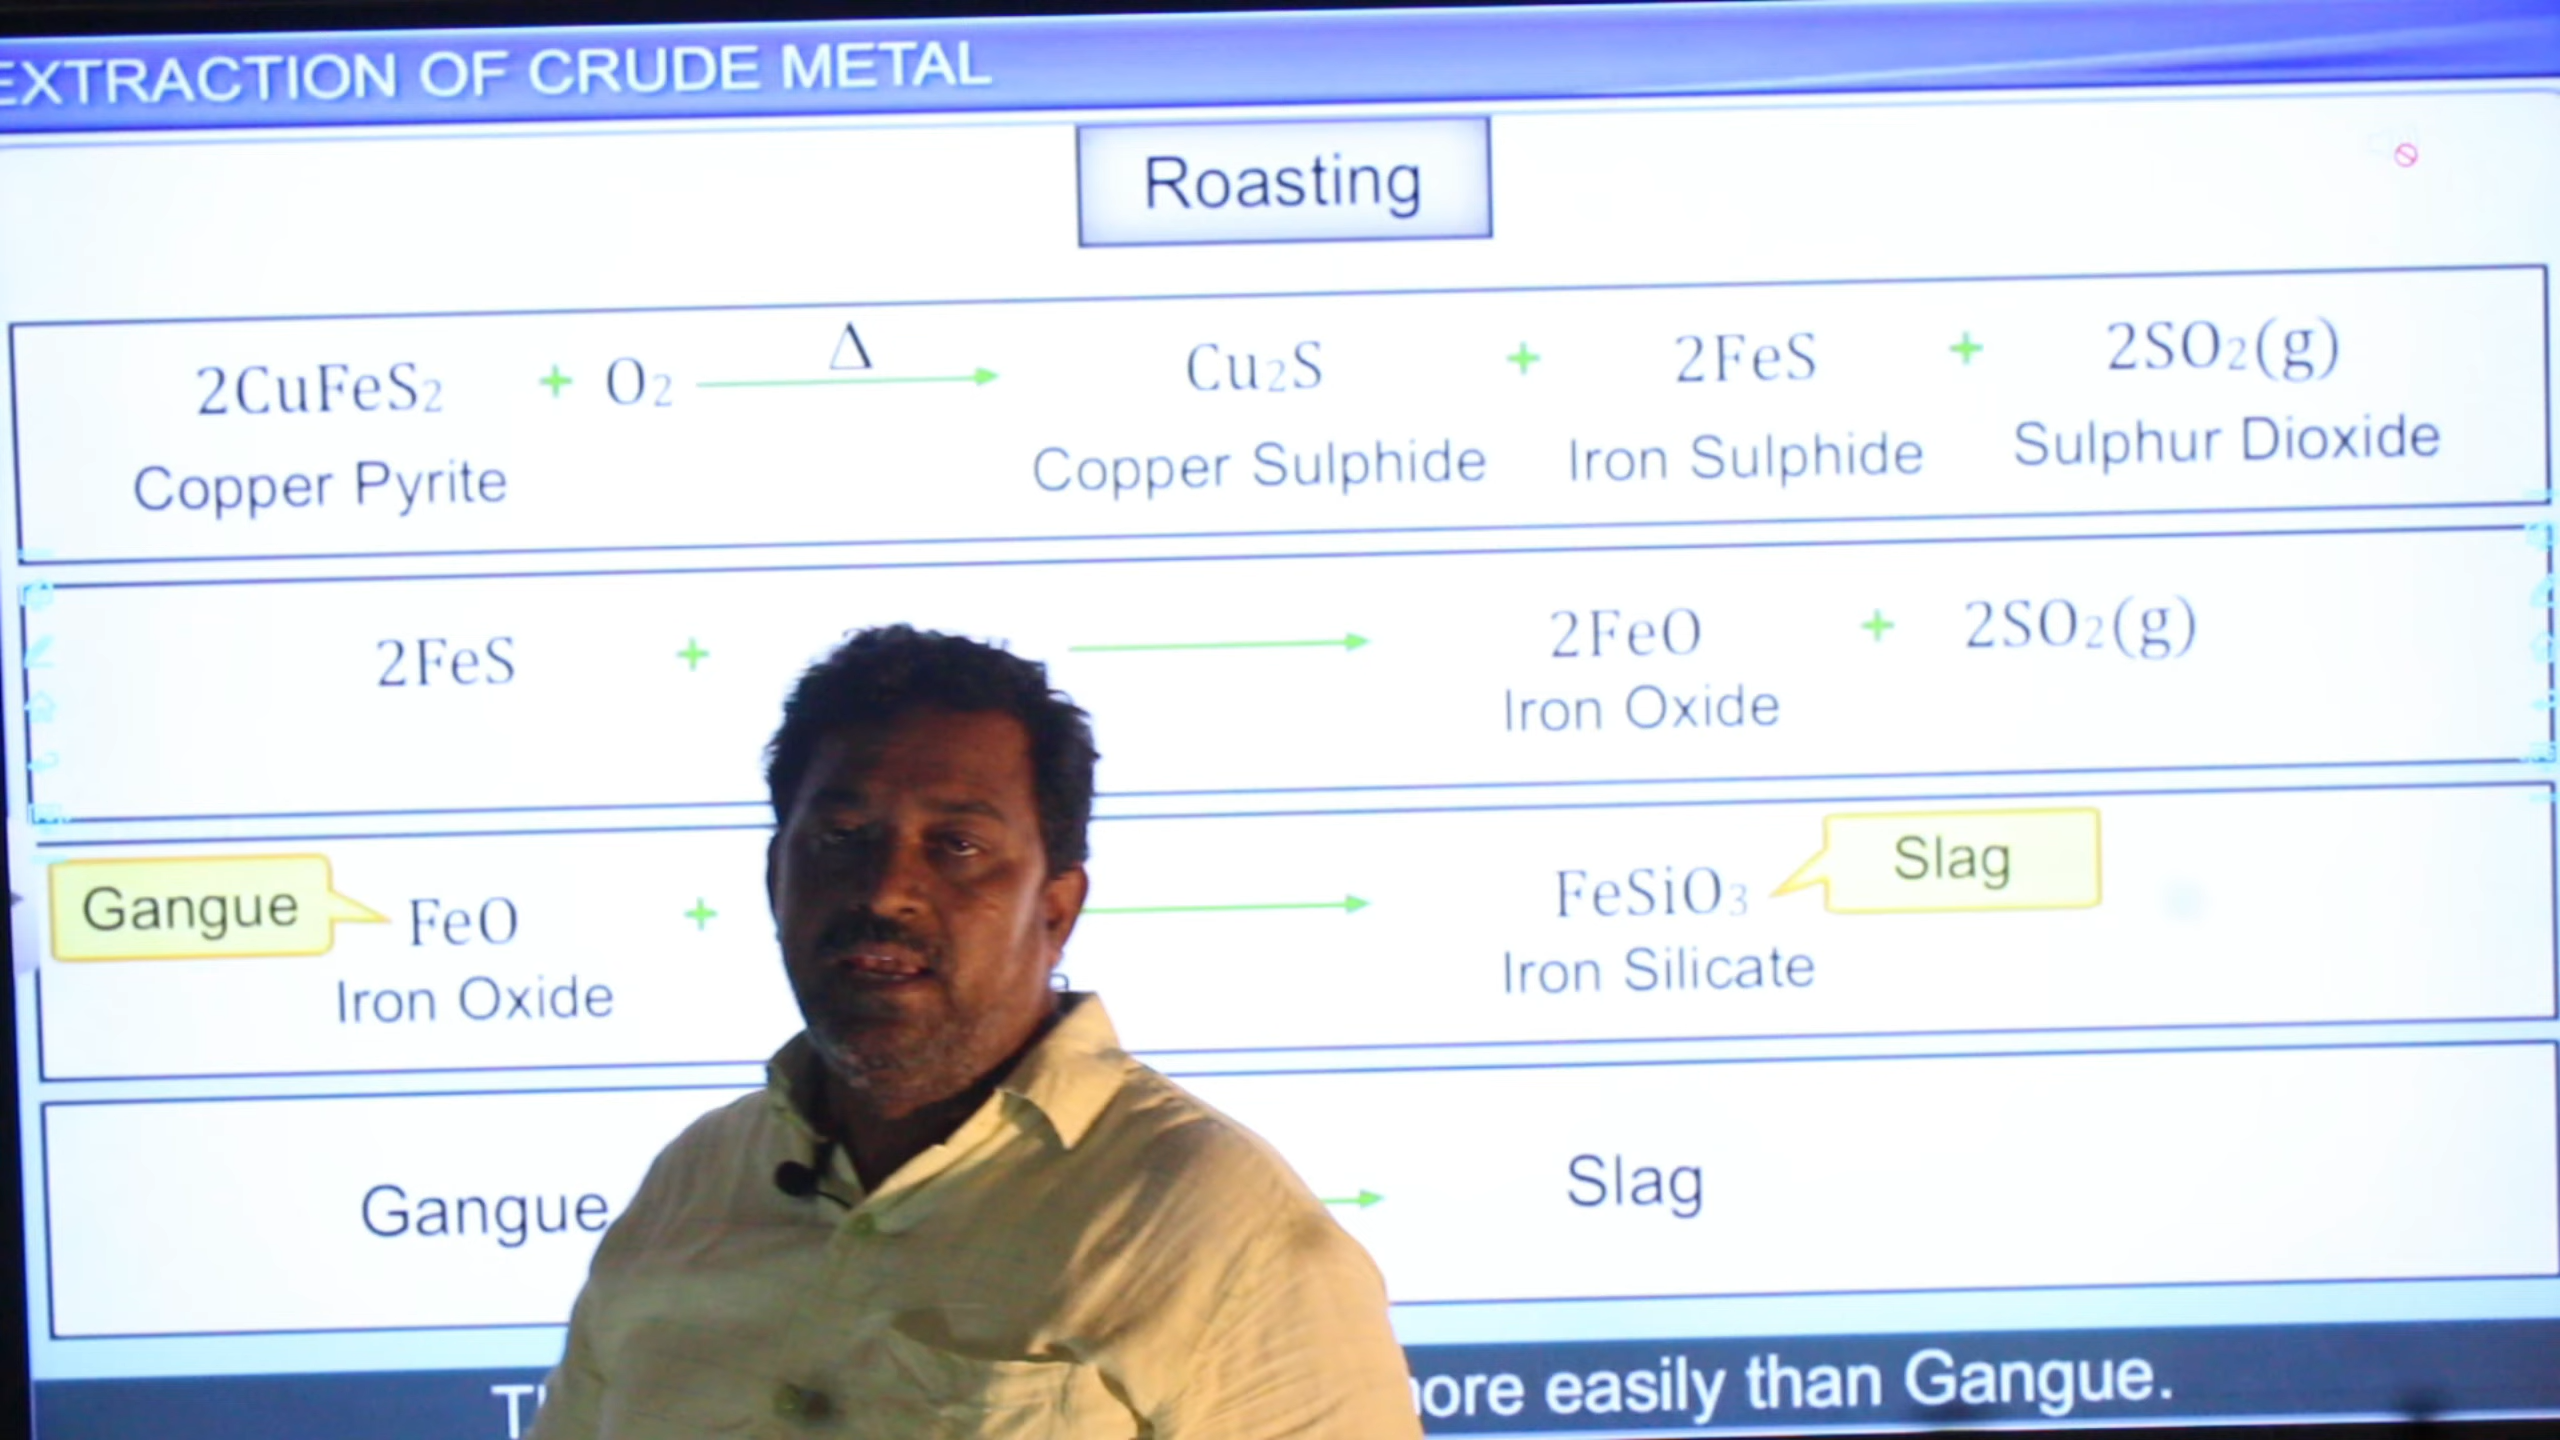 EXTRACTION OF CRUDE METAL
Roasting
2CuFeS₂ + O₂ Δ → Cu₂S + 2FeS + 2SO₂(g)
Copper Pyrite Copper Sulphide Iron Sulphide Sulphur Dioxide
2FeS + → 2FeO + 2SO₂(g)
Iron Oxide
Gangue FeO + → FeSiO₃ Slag
Iron Oxide Iron Silicate
Gangue → Slag
easily than Gangue.